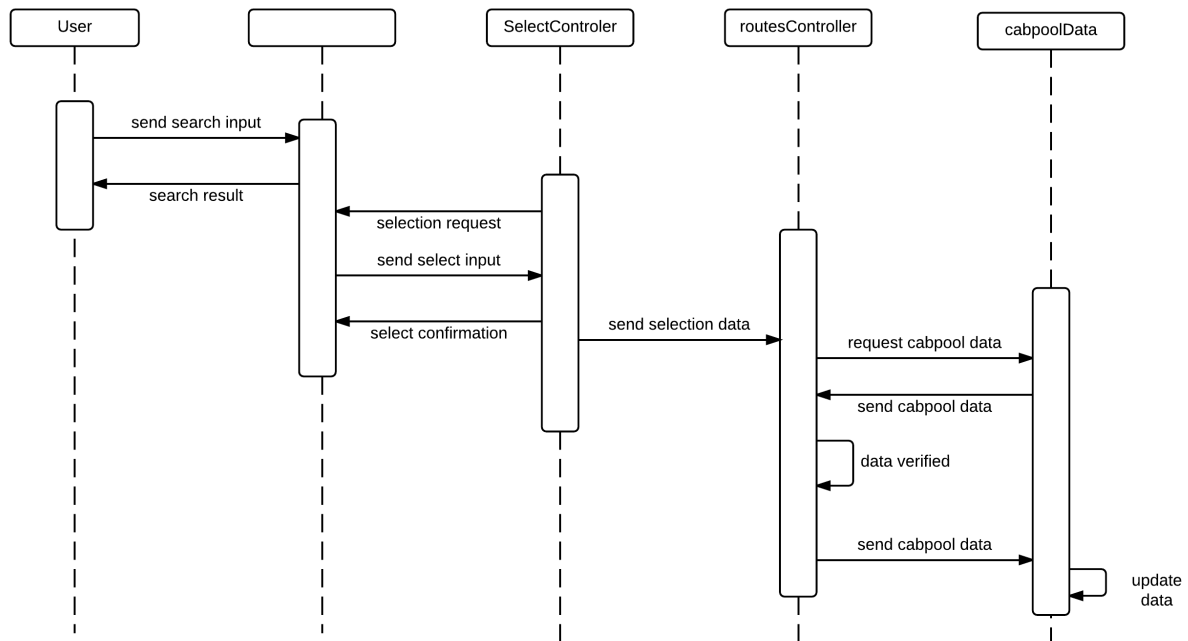 User
SelectControler
routesController
cabpoolData
send search input
search result
selection request
send select input
select confirmation
send selection data
request cabpool data
send cabpool data
data verified
send cabpool data
update
data